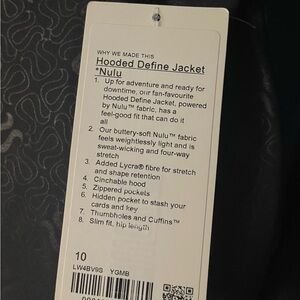 WHY WE MADE THIS
Hooded Define Jacket
*Nulu
1. Up for adventure and ready for
downtime, our fan-favourite
Hooded Define Jacket, powered
by Nulu™ fabric, has a
feel-good fit that can do it
all
2. Our buttery-soft Nulu™ fabric
feels weightlessly light and is
sweat-wicking and four-way
stretch
3. Added Lycra® fibre for stretch
and shape retention
4. Cinchable hood
5. Zippered pockets
6. Hidden pocket to stash your
cards and key
7. Thumbholes and Cuffins™
8. Slim fit, hip length
10
LW4BV9S YGMB